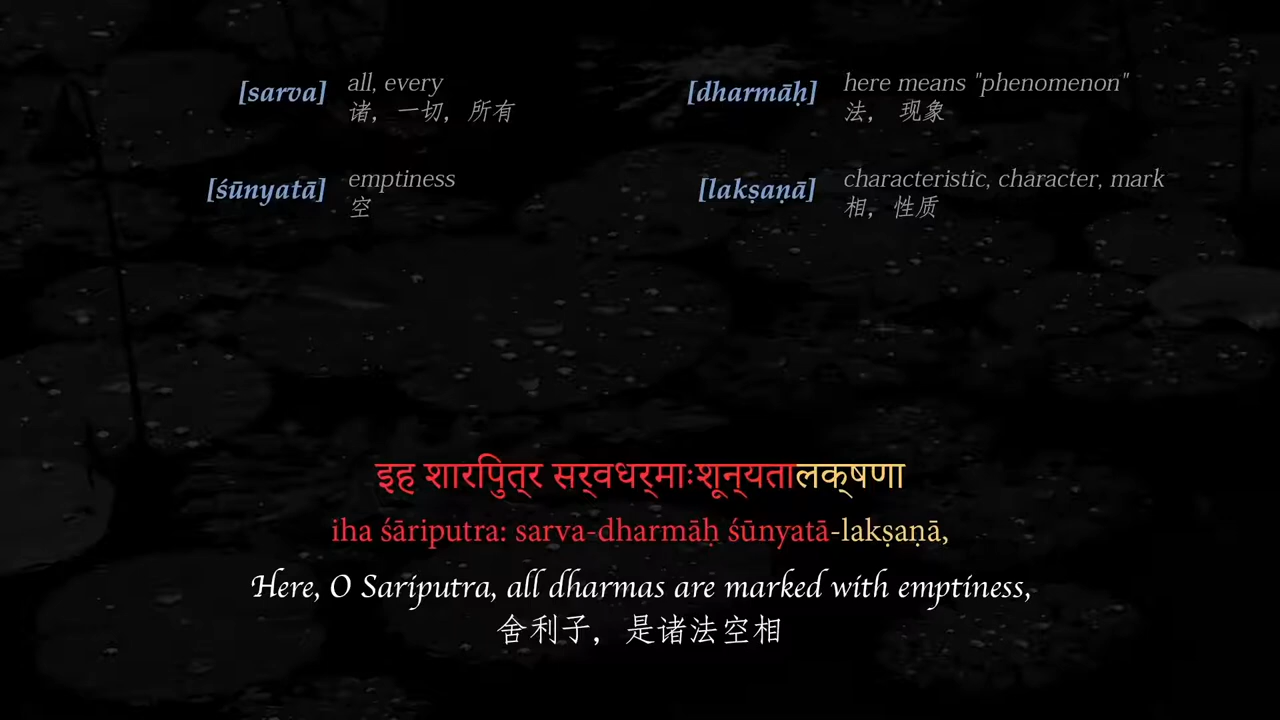 [sarva] all, every
诸，一切，所有
[dharmāḥ] here means "phenomenon"
法， 现象
[śūnyatā] emptiness
空
[lakṣaṇā] characteristic, character, mark
相，性质
इह शारिपुत्र सर्वधर्माःशून्यतालक्षणा
iha śāriputra: sarva-dharmāḥ śūnyatā-lakṣaṇā,
Here, O Sariputra, all dharmas are marked with emptiness,
舍利子，是诸法空相